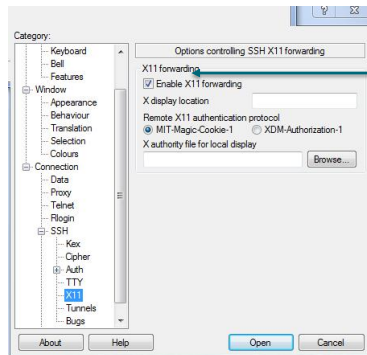 Category:
Keyboard
Bell
Features
Window
Appearance
Behaviour
Translation
Selection
Colours
Connection
Data
Proxy
Telnet
Rlogin
SSH
Kex
Cipher
Auth
TTY
X11
Tunnels
Bugs
Options controlling SSH X11 forwarding
X11 forwarding
Enable X11 forwarding
X display location
Remote X11 authentication protocol
MIT-Magic-Cookie-1 XDM-Authorization-1
X authority file for local display
Browse...
About Help Open Cancel